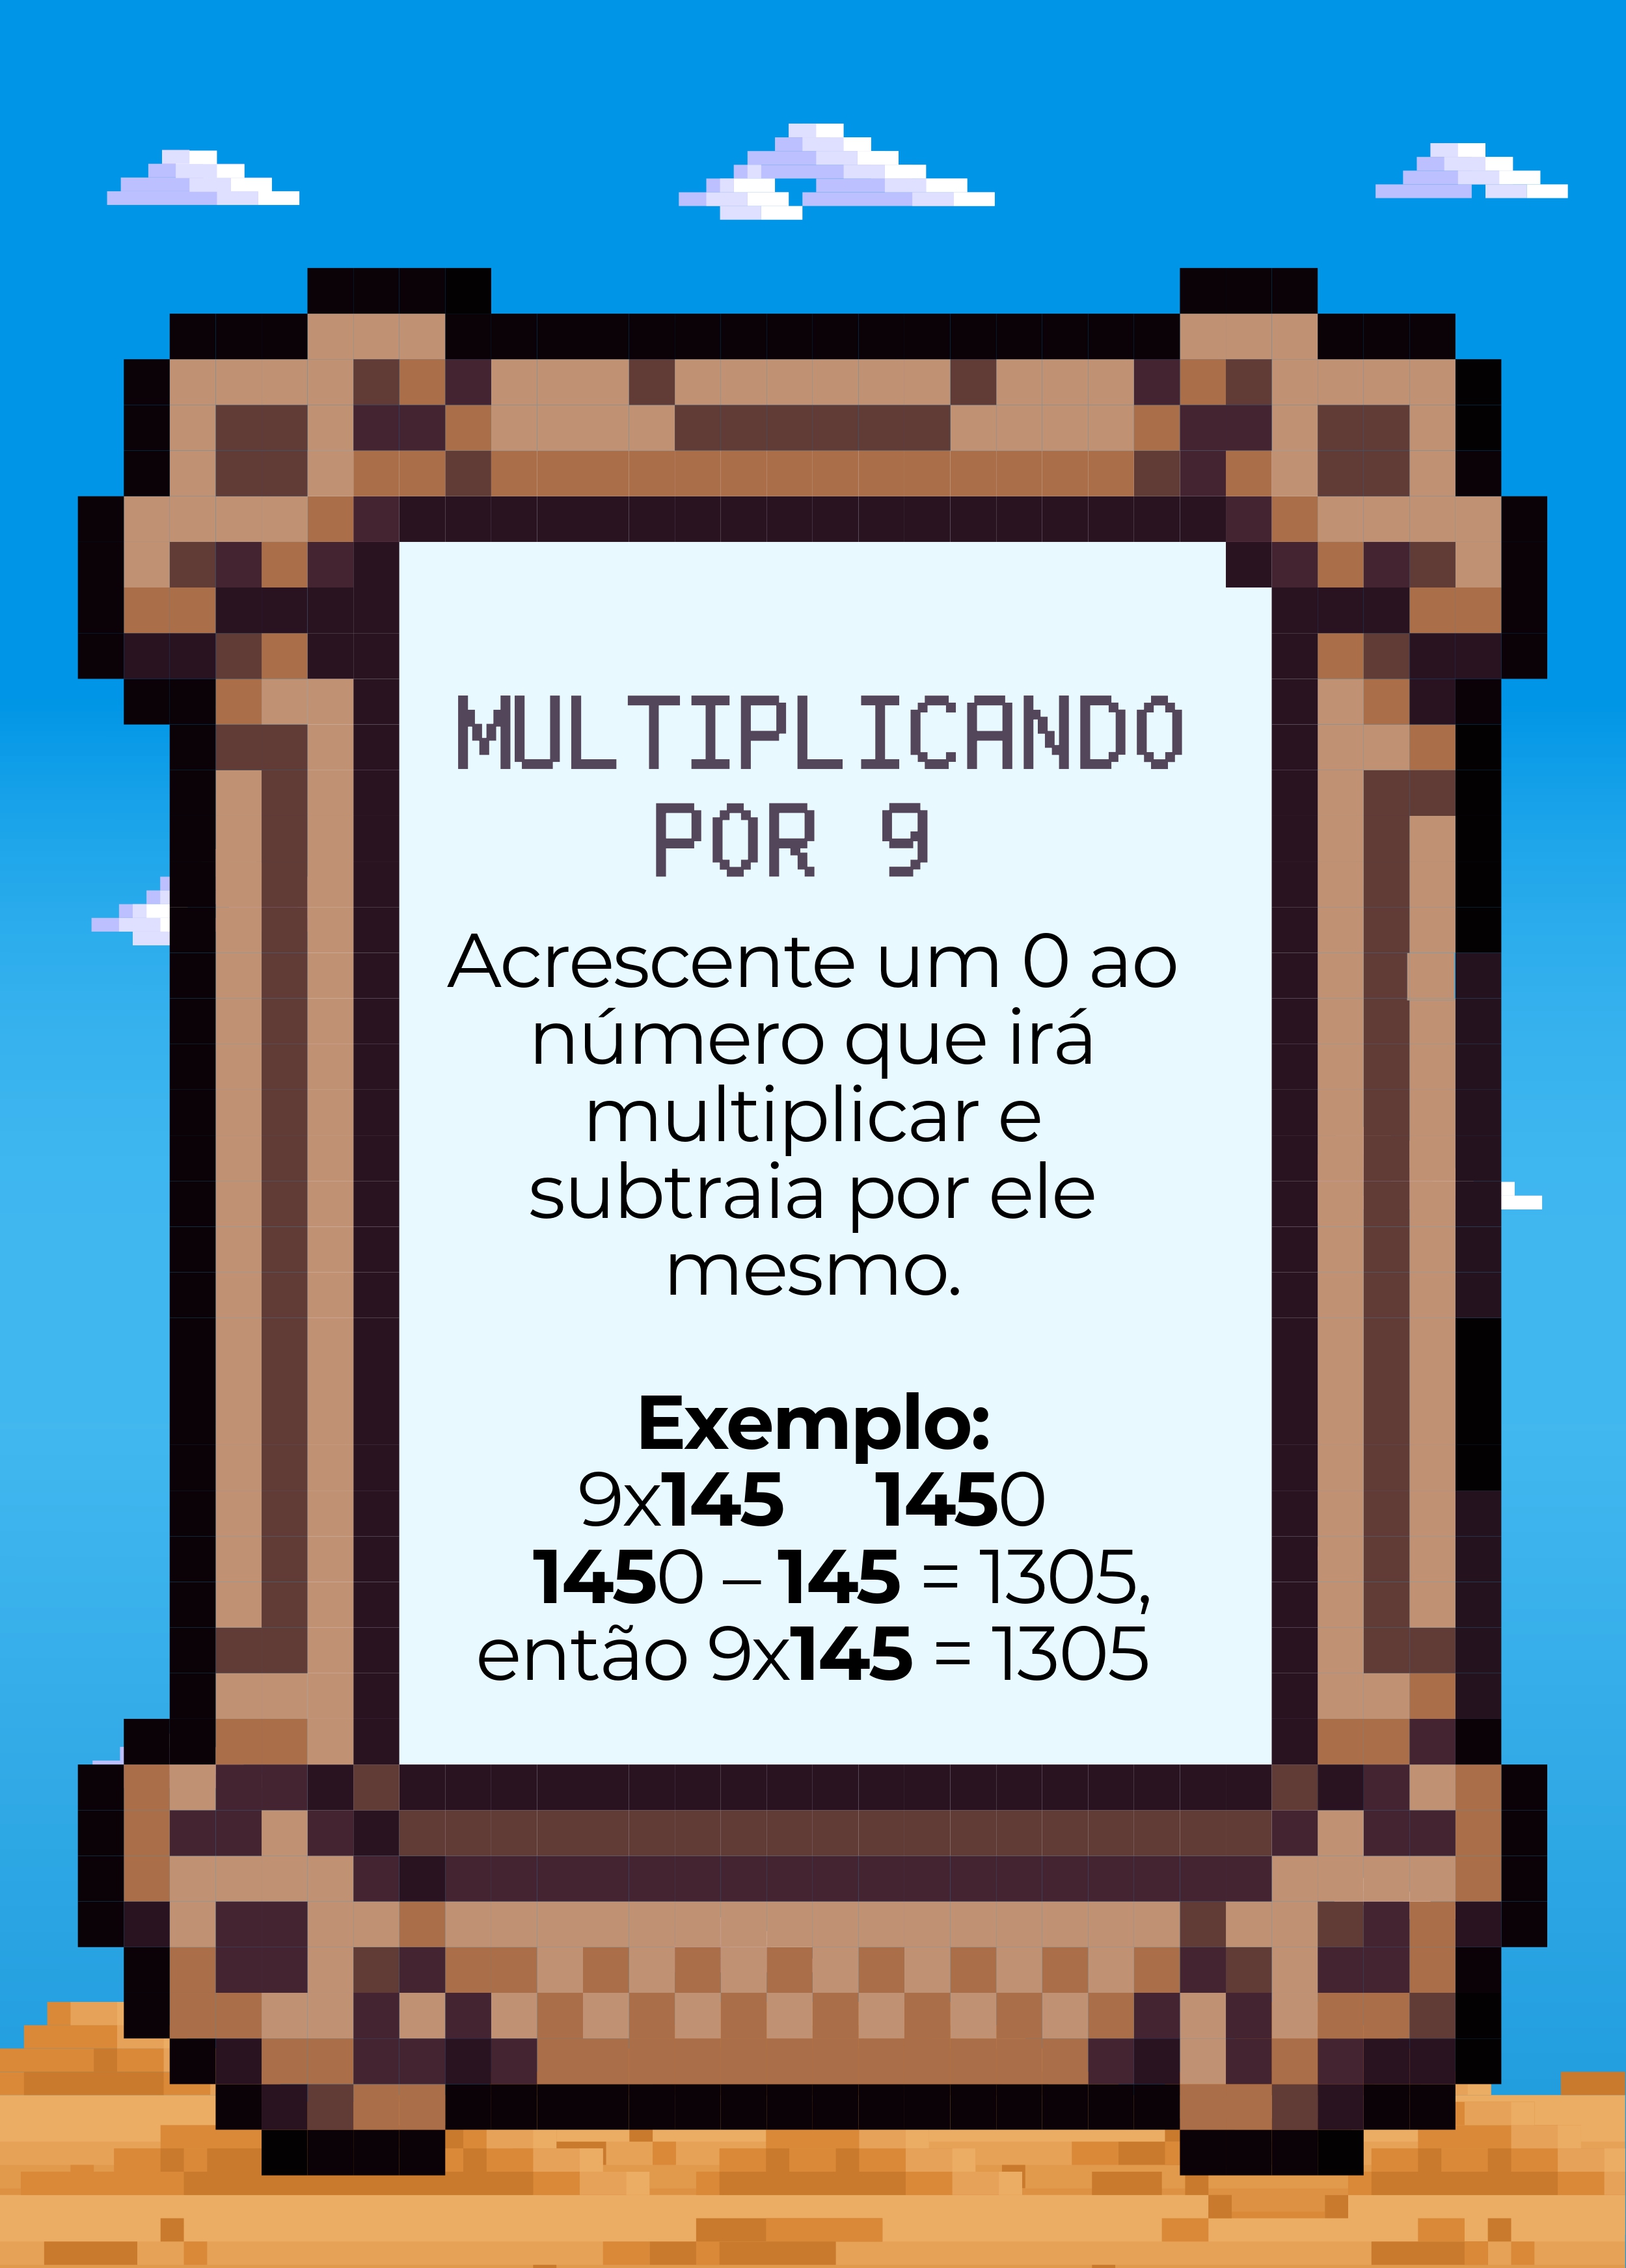 MULTIPLICANDO
POR 9
Acrescente um 0 ao
número que irá
multiplicar e
subtraia por ele
mesmo.
Exemplo:
9x145 1450
1450 – 145 = 1305,
então 9x145 = 1305